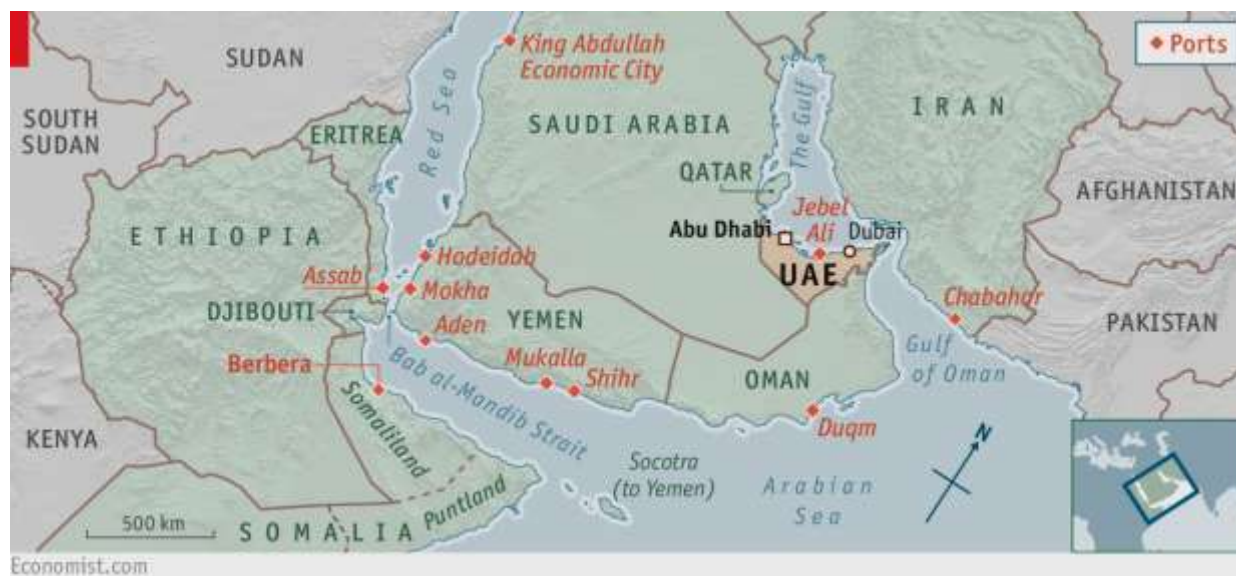 King Abdullah
Economic City
Ports
SUDAN
Red Sea
IRAN
SOUTH
SUDAN
ERITREA
SAUDI ARABIA
The Gulf
QATAR
AFGHANISTAN
Jebel
Ali
Abu Dhabi
Dubai
ETHIOPIA
Hodeidah
UAE
Assab
Mokha
Chabahar
DJIBOUTI
YEMEN
PAKISTAN
Aden
Gulf
of Oman
Berbera
Bab al-Mandib Strait
Mukalla
Shihr
OMAN
Somaliland
Duqm
N
KENYA
Socotra
(to Yemen)
Arabian
Sea
Puntland
500 km
SOMALIA
Economist.com